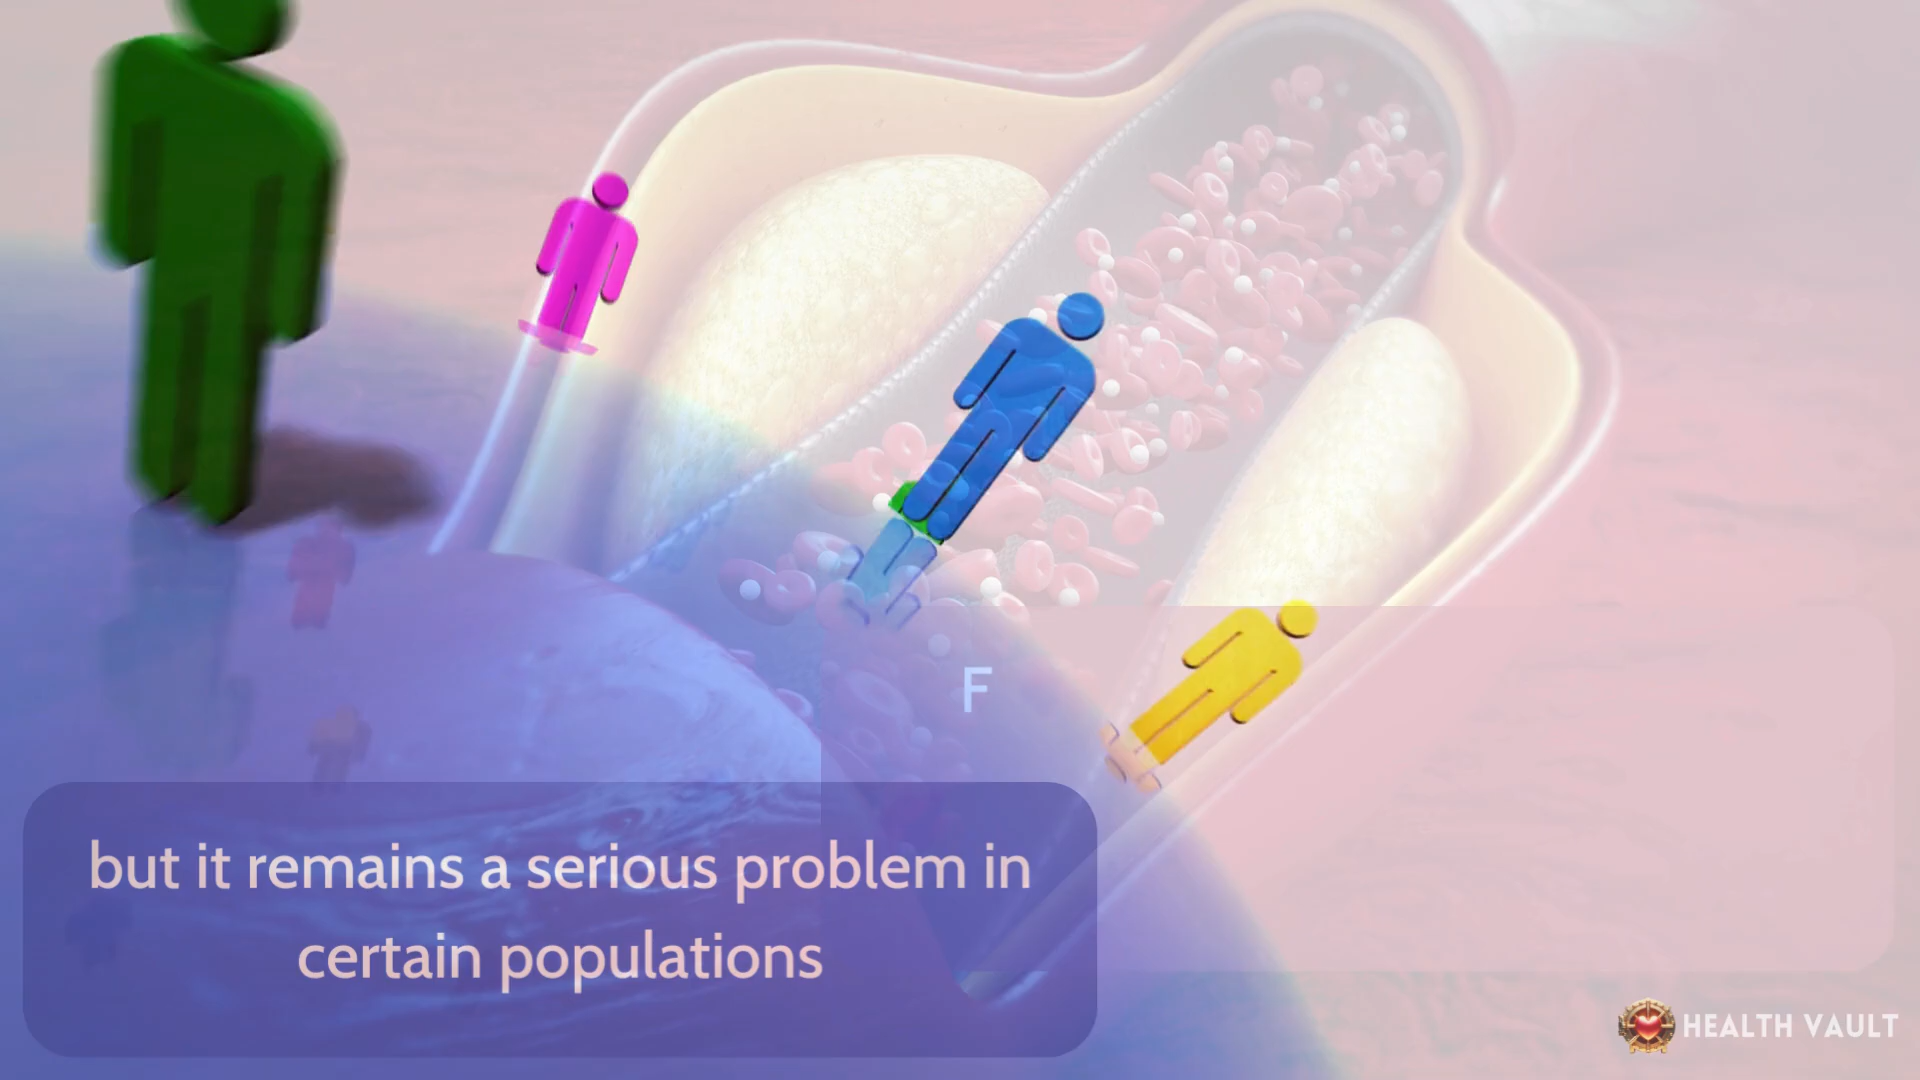 F
but it remains a serious problem in
certain populations
HEALTH VAULT